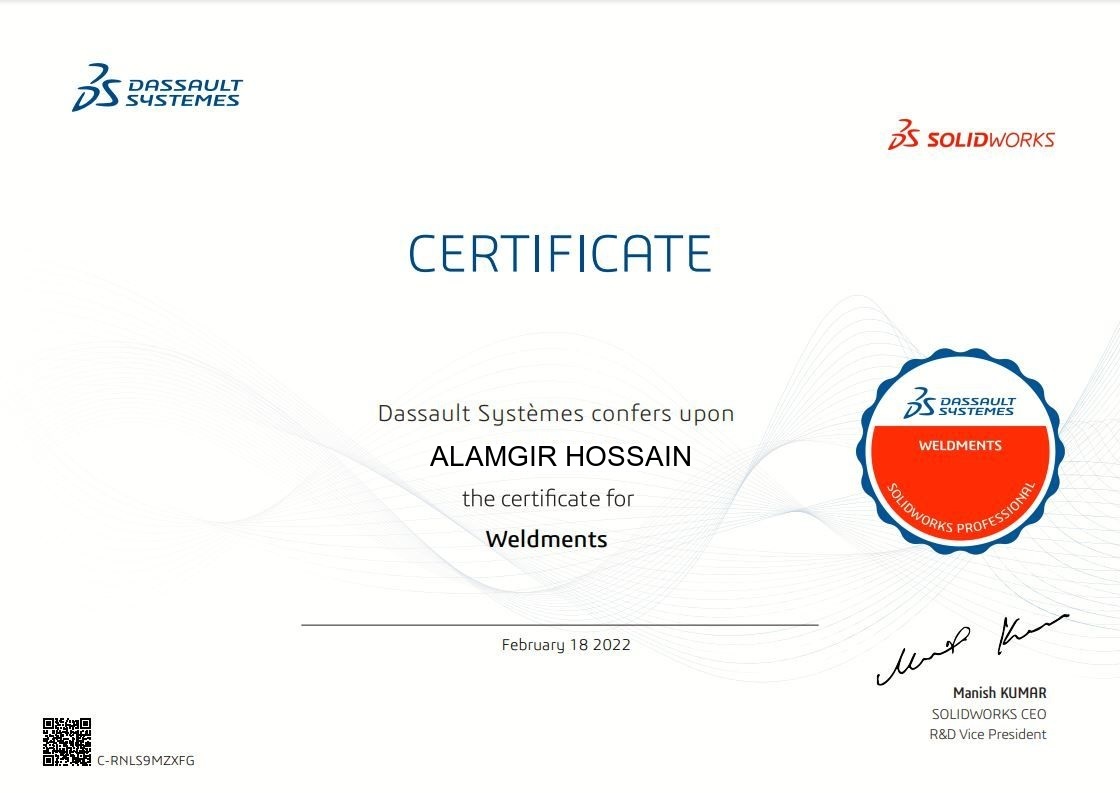 DASSAULT
SYSTEMES
SOLIDWORKS
CERTIFICATE
Dassault Systèmes confers upon
ALAMGIR HOSSAIN
the certificate for
Weldments
DASSAULT
SYSTEMES
WELDMENTS
SOLIDWORKS PROFESSIONAL
February 18 2022
Manish KUMAR
SOLIDWORKS CEO
R&D Vice President
C-RNLS9MZXFG